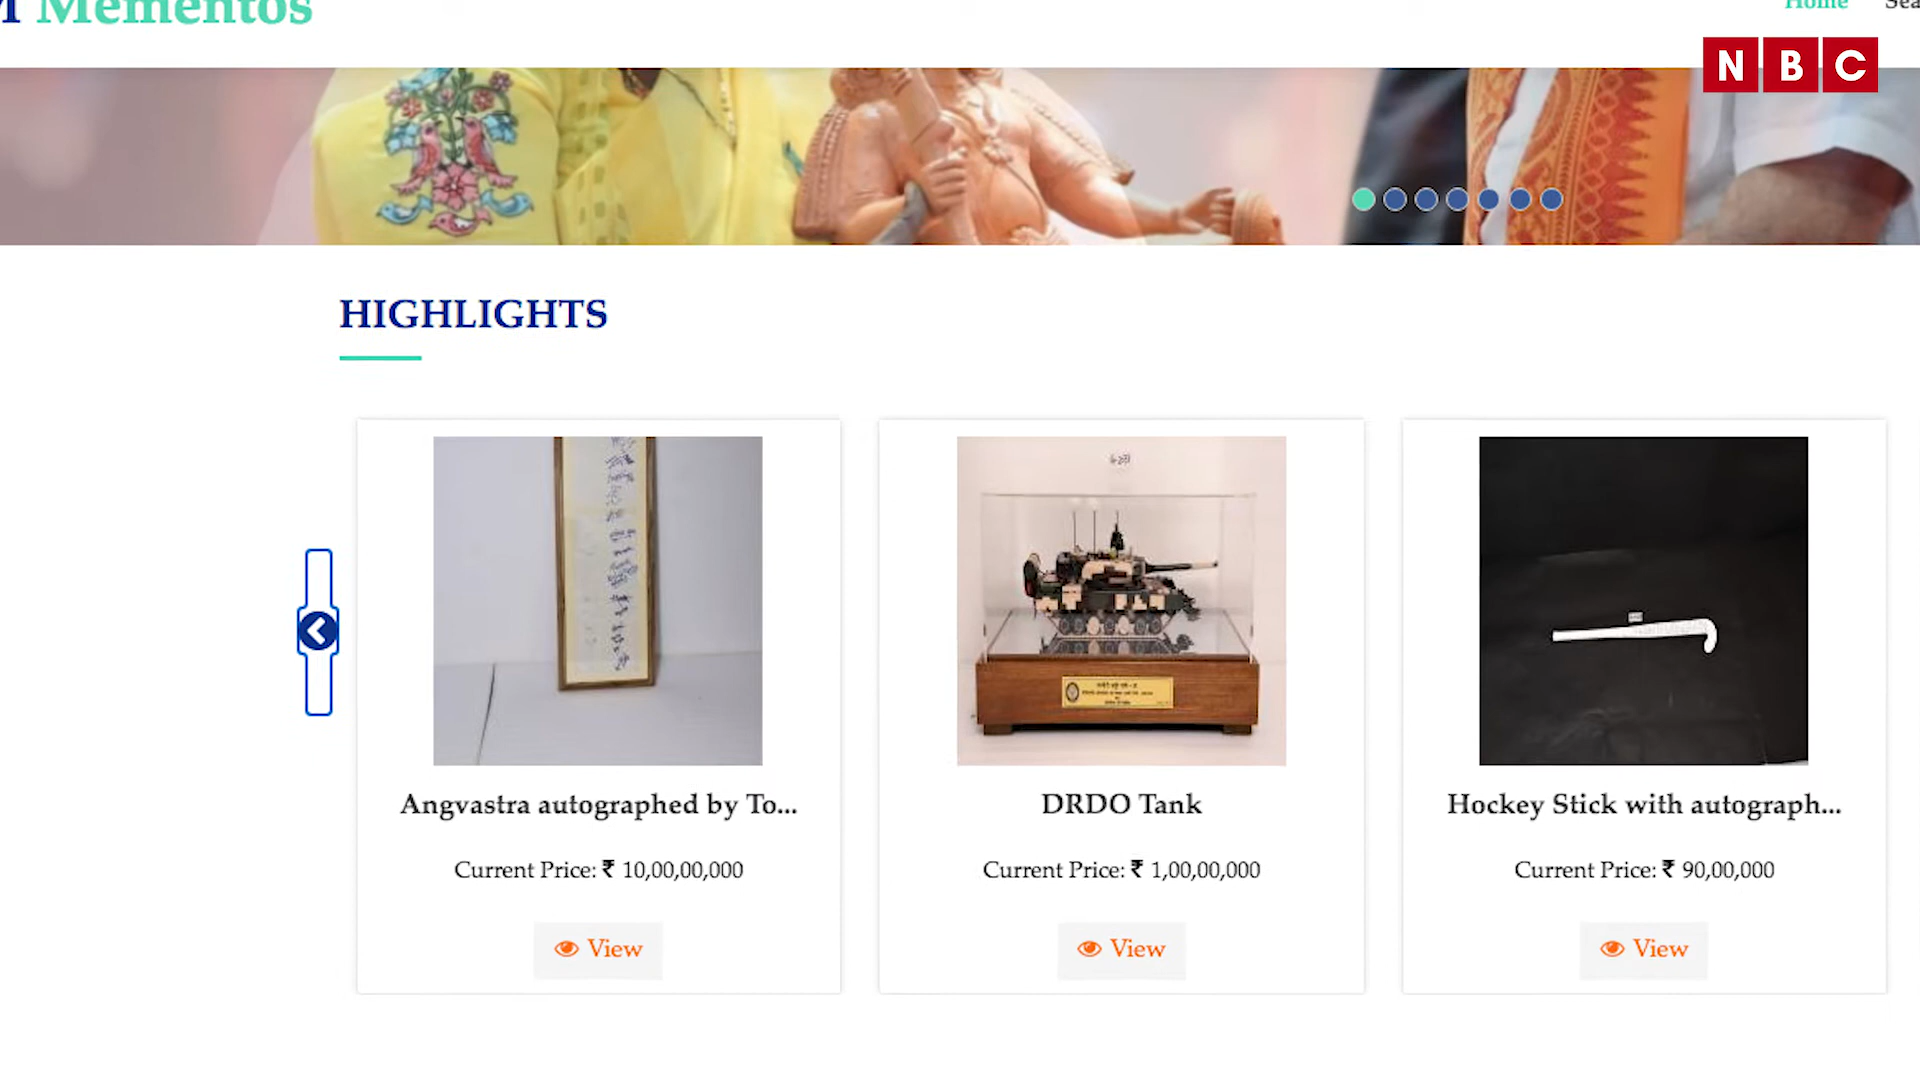 Mementos
Home
NBC
HIGHLIGHTS
Angvastra autographed by To...
Current Price: ₹ 10,00,00,000
View
DRDO Tank
Current Price: ₹ 1,00,00,000
View
Hockey Stick with autograph...
Current Price: ₹ 90,00,000
View